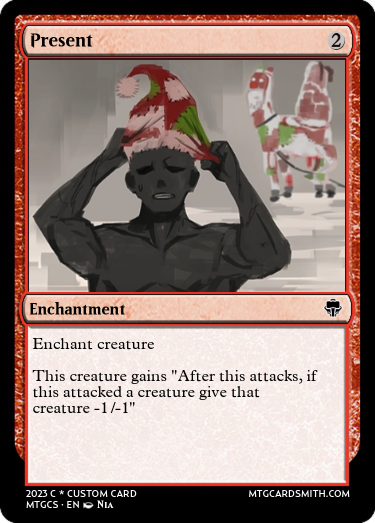 Present 2
Enchantment
Enchant creature
This creature gains "After this attacks, if
this attacked a creature give that
creature -1/-1"
2023 C * CUSTOM CARD
MTGCS · EN NIA
MTGCARDSMITH.COM